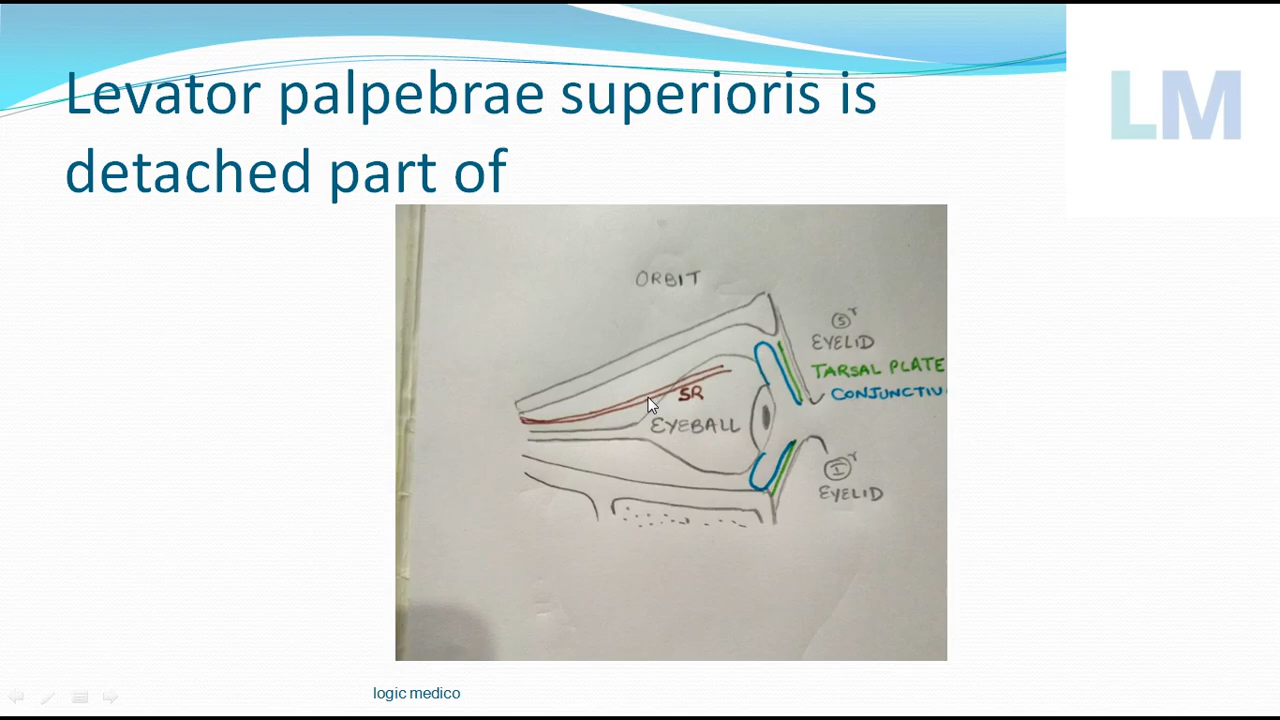 Levator palpebrae superioris is
detached part of
LM
ORBIT
S r
EYELID
TARSAL PLATE
CONJUNCTIV
SR
EYEBALL
I r
EYELID
logic medico